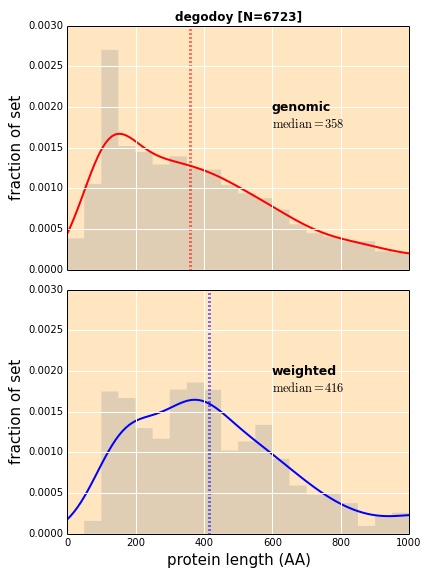 degodoy [N=6723]
0.0030
0.0025
0.0020
0.0015
0.0010
0.0005
0.0000
fraction of set
genomic
median = 358
0.0030
0.0025
0.0020
0.0015
0.0010
0.0005
0.0000
fraction of set
weighted
median = 416
0 200 400 600 800 1000
protein length (AA)